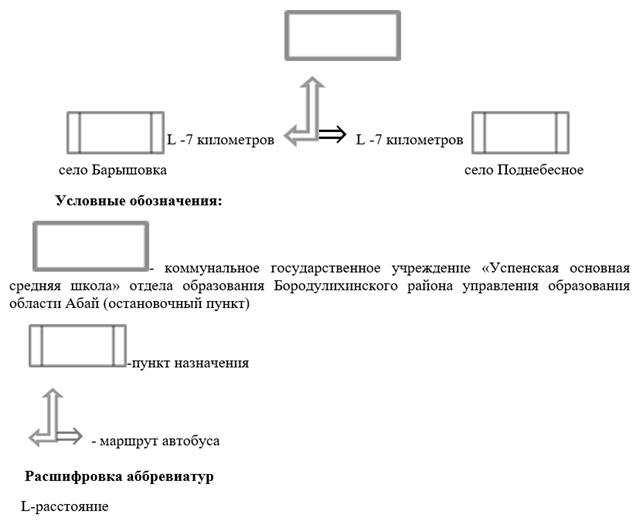 L -7 километров L -7 километров
село Барышовка село Поднебесное
Условные обозначения:
- коммунальное государственное учреждение «Успенская основная
средняя школа» отдела образования Бородулихинского района управления образования
области Абай (остановочный пункт)
-пункт назначения
- маршрут автобуса
Расшифровка аббревиатур
L-расстояние